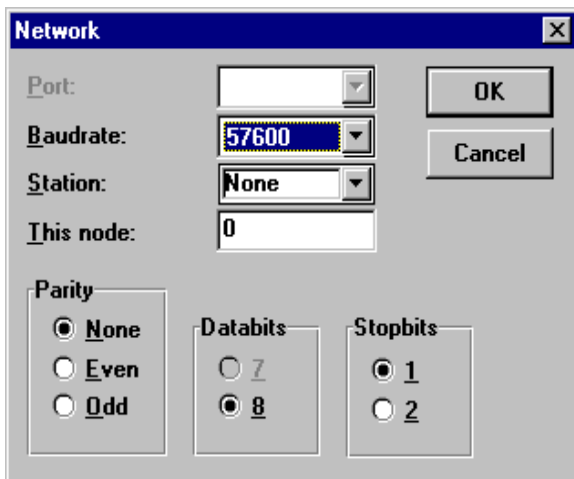 Network
Port:
OK
Baudrate: 57600
Cancel
Station: None
This node: 0
Parity
None
Even
Odd
Databits
7
8
Stopbits
1
2